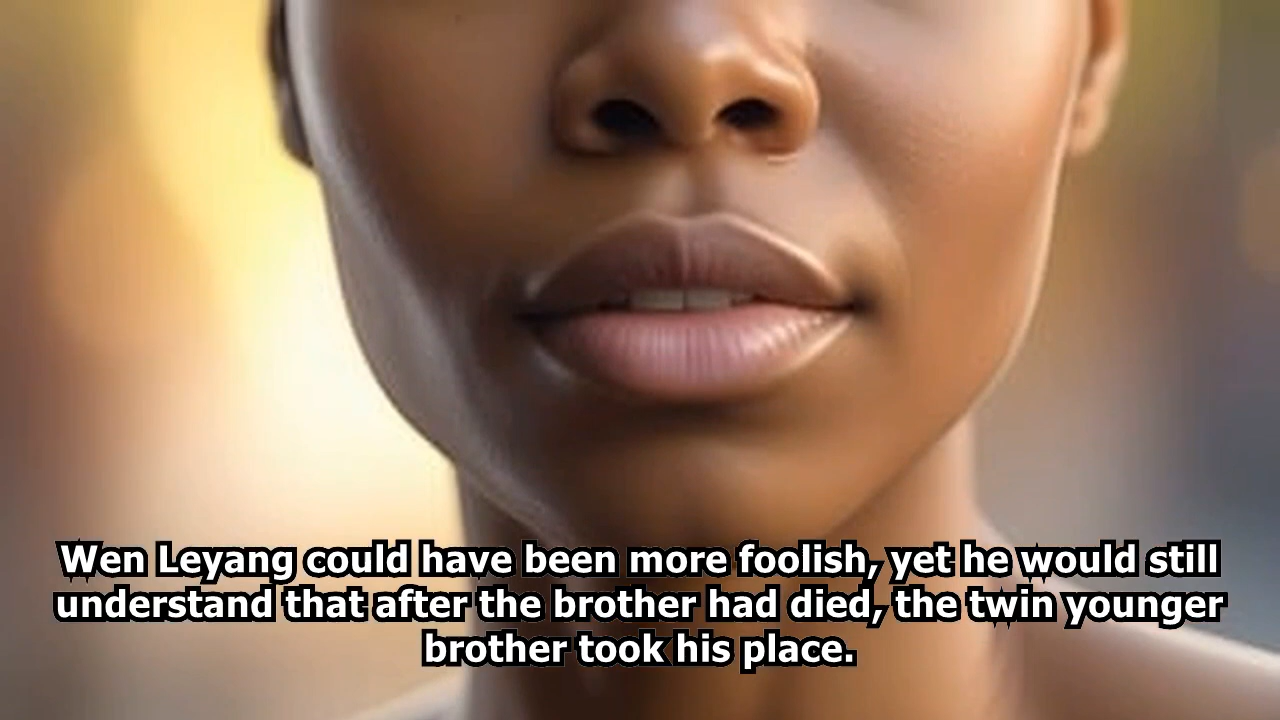 Wen Leyang could have been more foolish, yet he would still
understand that after the brother had died, the twin younger
brother took his place.